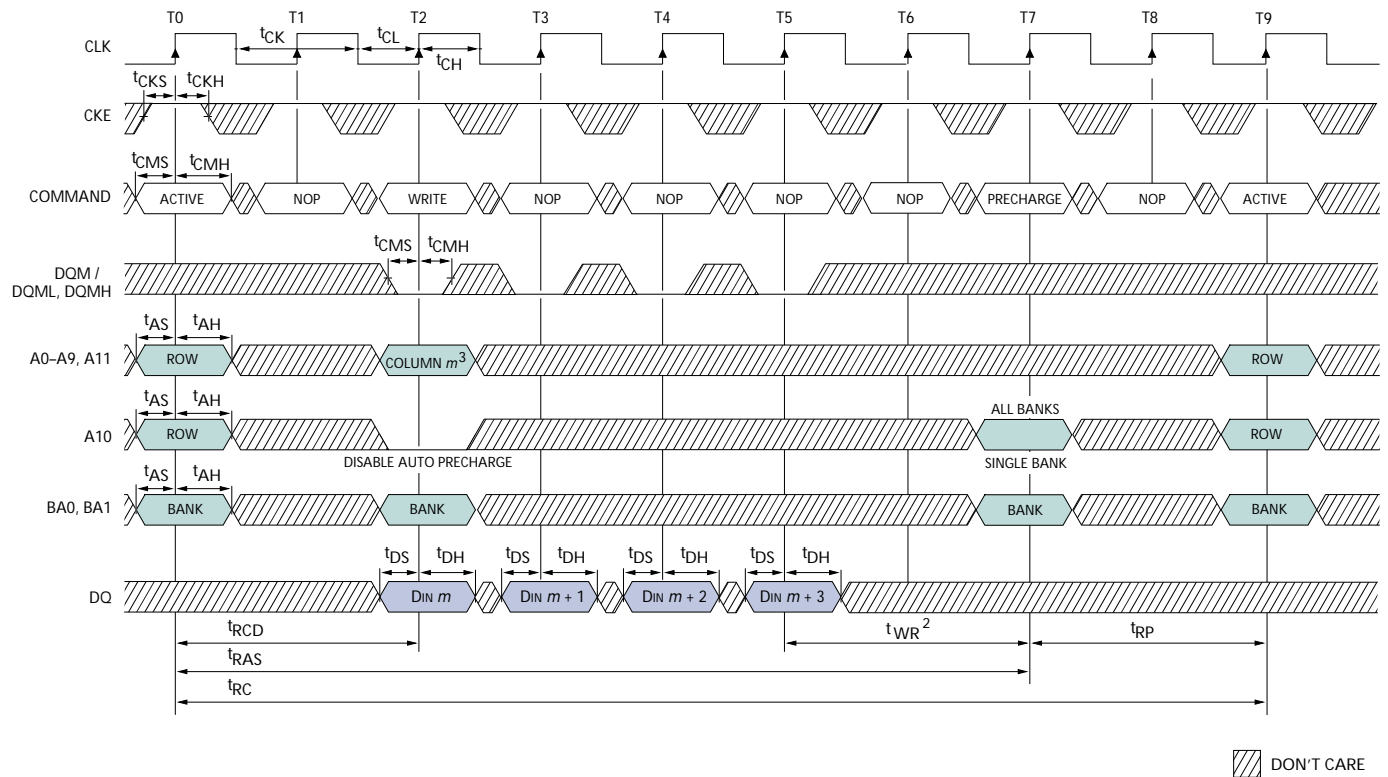 T0 T1 T2 T3 T4 T5 T6 T7 T8 T9
CLK
tCK tCL
tCH
tCKS tCKH
CKE
tCMS tCMH
COMMAND ACTIVE NOP WRITE NOP NOP NOP NOP PRECHARGE NOP ACTIVE
tCMS tCMH
DQM /
DQML, DQMH
tAS tAH
A0–A9, A11 ROW COLUMN m3 ROW
tAS tAH
ALL BANKS
A10 ROW ROW
DISABLE AUTO PRECHARGE SINGLE BANK
tAS tAH
BA0, BA1 BANK BANK BANK BANK
tDS tDH tDS tDH tDS tDH tDS tDH
DQ DIN m DIN m + 1 DIN m + 2 DIN m + 3
tRCD tWR2 tRP
tRAS
tRC
DON'T CARE